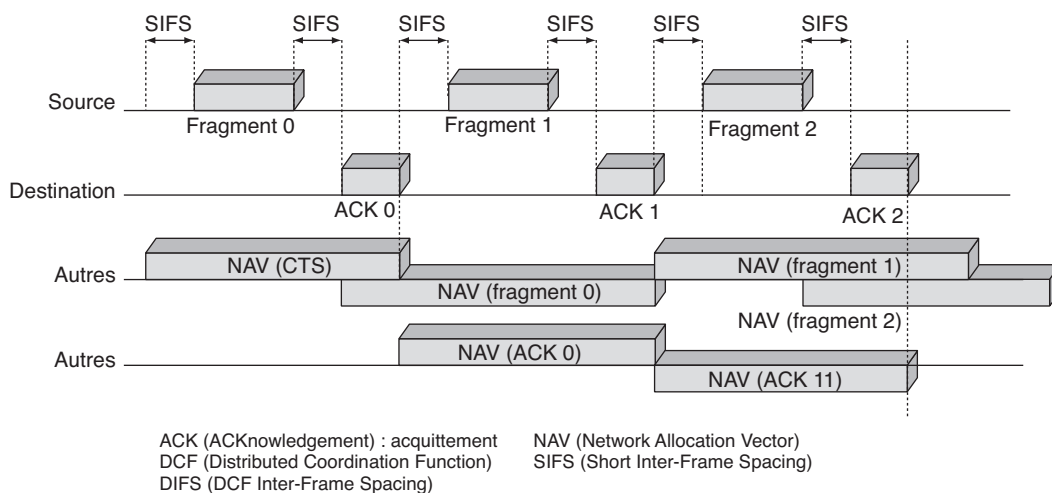 SIFS SIFS SIFS SIFS SIFS SIFS
Source
Fragment 0 Fragment 1 Fragment 2
Destination
ACK 0 ACK 1 ACK 2
Autres NAV (CTS) NAV (fragment 1)
NAV (fragment 0)
NAV (fragment 2)
Autres NAV (ACK 0)
NAV (ACK 11)
ACK (ACKnowledgement) : acquittement NAV (Network Allocation Vector)
DCF (Distributed Coordination Function) SIFS (Short Inter-Frame Spacing)
DIFS (DCF Inter-Frame Spacing)